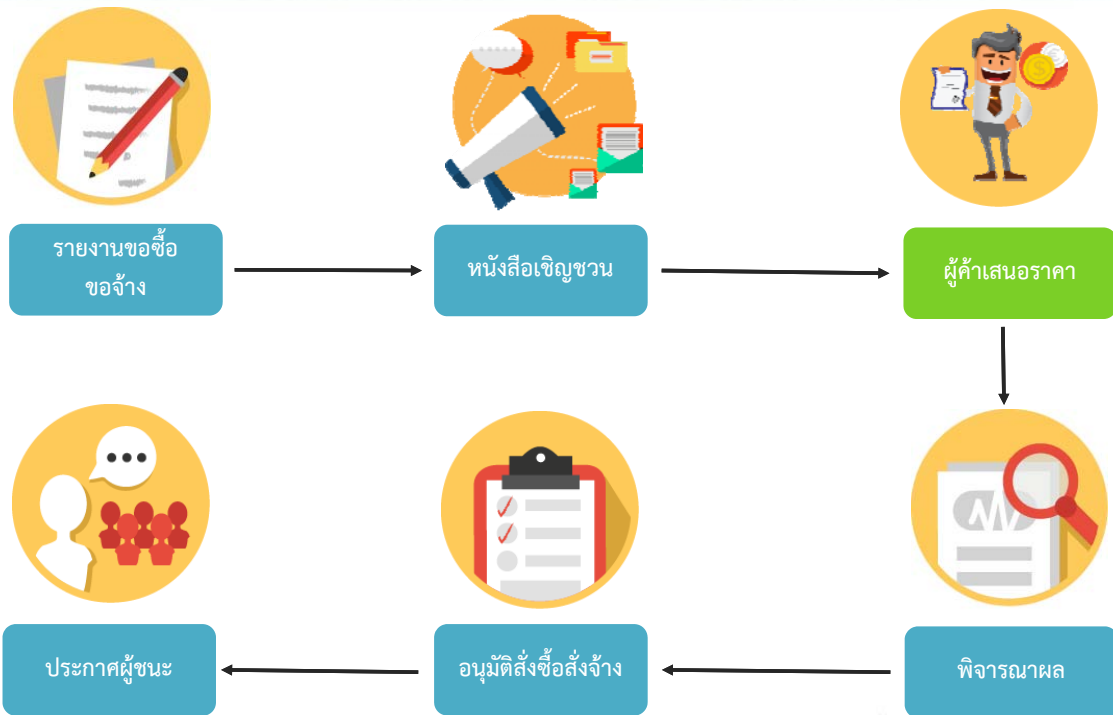 รายงานขอซื้อ
ขอจ้าง
หนังสือเชิญชวน
ผู้ค้าเสนอราคา
พิจารณาผล
อนุมัติสั่งซื้อสั่งจ้าง
ประกาศผู้ชนะ